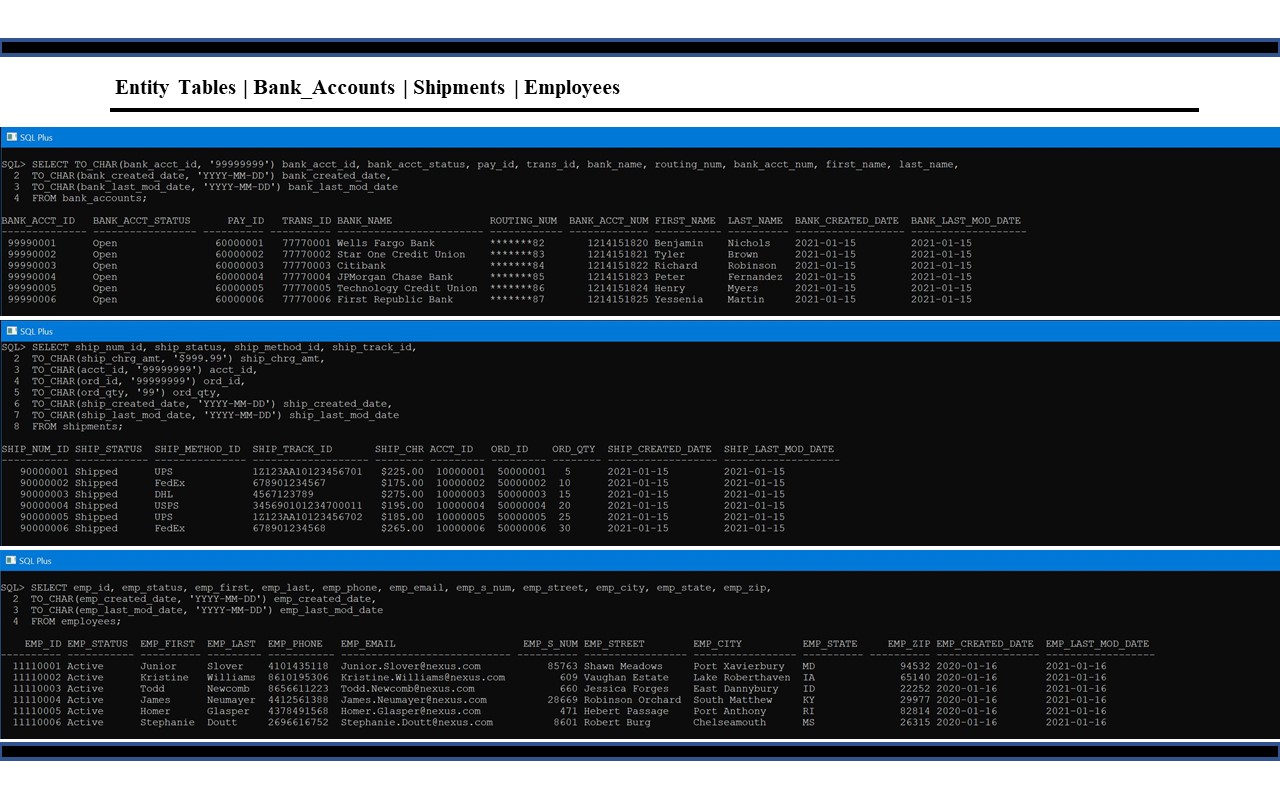 Entity Tables | Bank_Accounts | Shipments | Employees
SQL Plus
SQL> SELECT TO_CHAR(bank_acct_id, '99999999') bank_acct_id, bank_acct_status, pay_id, trans_id, bank_name, routing_num, bank_acct_num, first_name, last_name,
2 TO_CHAR(bank_created_date, 'YYYY-MM-DD') bank_created_date,
3 TO_CHAR(bank_last_mod_date, 'YYYY-MM-DD') bank_last_mod_date
4 FROM bank_accounts;
BANK_ACCT_ID BANK_ACCT_STATUS PAY_ID TRANS_ID BANK_NAME ROUTING_NUM BANK_ACCT_NUM FIRST_NAME LAST_NAME BANK_CREATED_DATE BANK_LAST_MOD_DATE
99990001 Open 60000001 77770001 Wells Fargo Bank *******82 1214151820 Benjamin Nichols 2021-01-15 2021-01-15
99990002 Open 60000002 77770002 Star One Credit Union *******83 1214151821 Tyler Brown 2021-01-15 2021-01-15
99990003 Open 60000003 77770003 Citibank *******84 1214151822 Richard Robinson 2021-01-15 2021-01-15
99990004 Open 60000004 77770004 JPMorgan Chase Bank *******85 1214151823 Peter Fernandez 2021-01-15 2021-01-15
99990005 Open 60000005 77770005 Technology Credit Union *******86 1214151824 Henry Myers 2021-01-15 2021-01-15
99990006 Open 60000006 77770006 First Republic Bank *******87 1214151825 Yessenia Martin 2021-01-15 2021-01-15
SQL Plus
SQL> SELECT ship_num_id, ship_status, ship_method_id, ship_track_id,
2 TO_CHAR(ship_chrg_amt, '$999.99') ship_chrg_amt,
3 TO_CHAR(acct_id, '99999999') acct_id,
4 TO_CHAR(ord_id, '99999999') ord_id,
5 TO_CHAR(ord_qty, '99') ord_qty,
6 TO_CHAR(ship_created_date, 'YYYY-MM-DD') ship_created_date,
7 TO_CHAR(ship_last_mod_date, 'YYYY-MM-DD') ship_last_mod_date
8 FROM shipments;
SHIP_NUM_ID SHIP_STATUS SHIP_METHOD_ID SHIP_TRACK_ID SHIP_CHR ACCT_ID ORD_ID ORD_QTY SHIP_CREATED_DATE SHIP_LAST_MOD_DATE
90000001 Shipped UPS 1Z123AA10123456701 $225.00 10000001 50000001 5 2021-01-15 2021-01-15
90000002 Shipped FedEx 678901234567 $175.00 10000002 50000002 10 2021-01-15 2021-01-15
90000003 Shipped DHL 4567123789 $275.00 10000003 50000003 15 2021-01-15 2021-01-15
90000004 Shipped USPS 345690101234700011 $195.00 10000004 50000004 20 2021-01-15 2021-01-15
90000005 Shipped UPS 1Z123AA10123456702 $185.00 10000005 50000005 25 2021-01-15 2021-01-15
90000006 Shipped FedEx 678901234568 $265.00 10000006 50000006 30 2021-01-15 2021-01-15
SQL Plus
SQL> SELECT emp_id, emp_status, emp_first, emp_last, emp_phone, emp_email, emp_s_num, emp_street, emp_city, emp_state, emp_zip,
2 TO_CHAR(emp_created_date, 'YYYY-MM-DD') emp_created_date,
3 TO_CHAR(emp_last_mod_date, 'YYYY-MM-DD') emp_last_mod_date
4 FROM employees;
EMP_ID EMP_STATUS EMP_FIRST EMP_LAST EMP_PHONE EMP_EMAIL EMP_S_NUM EMP_STREET EMP_CITY EMP_STATE EMP_ZIP EMP_CREATED_DATE EMP_LAST_MOD_DATE
11110001 Active Junior Slover 4101435118 Junior.Slover@nexus.com 85763 Shawn Meadows Port Xavierbury MD 94532 2020-01-16 2021-01-16
11110002 Active Kristine Williams 8610195306 Kristine.Williams@nexus.com 609 Vaughan Estate Lake Roberthaven IA 65140 2020-01-16 2021-01-16
11110003 Active Todd Newcomb 8656611223 Todd.Newcomb@nexus.com 660 Jessica Forges East Dannybury ID 22252 2020-01-16 2021-01-16
11110004 Active James Neumayer 4412561388 James.Neumayer@nexus.com 28669 Robinson Orchard South Matthew KY 29977 2020-01-16 2021-01-16
11110005 Active Homer Glasper 4378491568 Homer.Glasper@nexus.com 471 Hebert Passage Port Anthony RI 82814 2020-01-16 2021-01-16
11110006 Active Stephanie Doutt 2696616752 Stephanie.Doutt@nexus.com 8601 Robert Burg Chelseamouth MS 26315 2020-01-16 2021-01-16